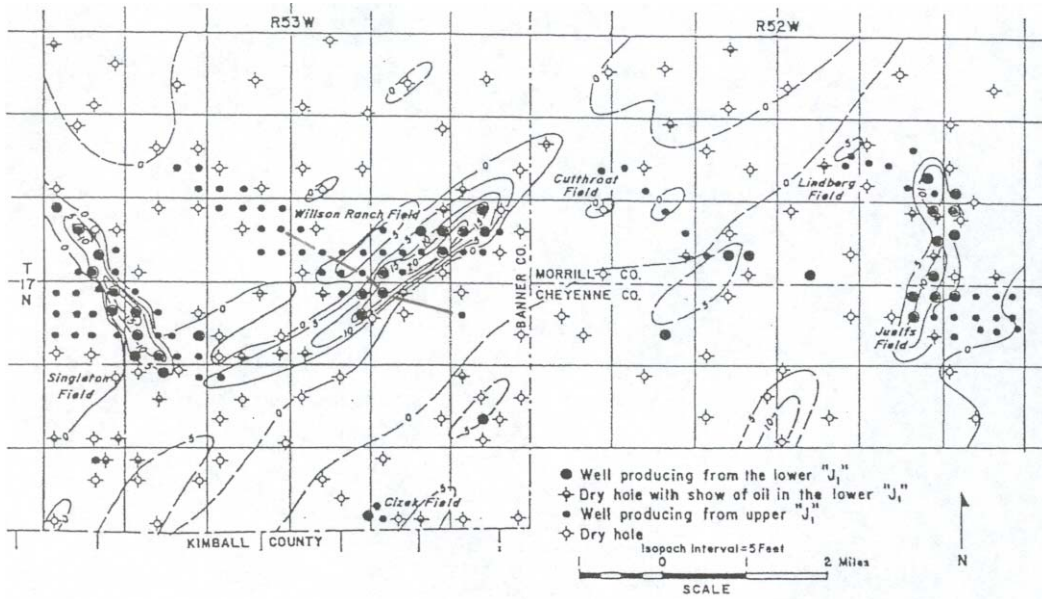 R53W
R52W
Cutthroat
Field
Lindberg
Field
Willson Ranch Field
T
17
N
BANNER CO.
MORRILL CO.
CHEYENNE CO.
Juelfs
Field
Singleton
Field
Cizek Field
KIMBALL COUNTY
Well producing from the lower "J₁"
Dry hole with show of oil in the lower "J₁"
Well producing from upper "J₁"
Dry hole
Isopach Interval = 5 Feet
0
2 Miles
SCALE
N